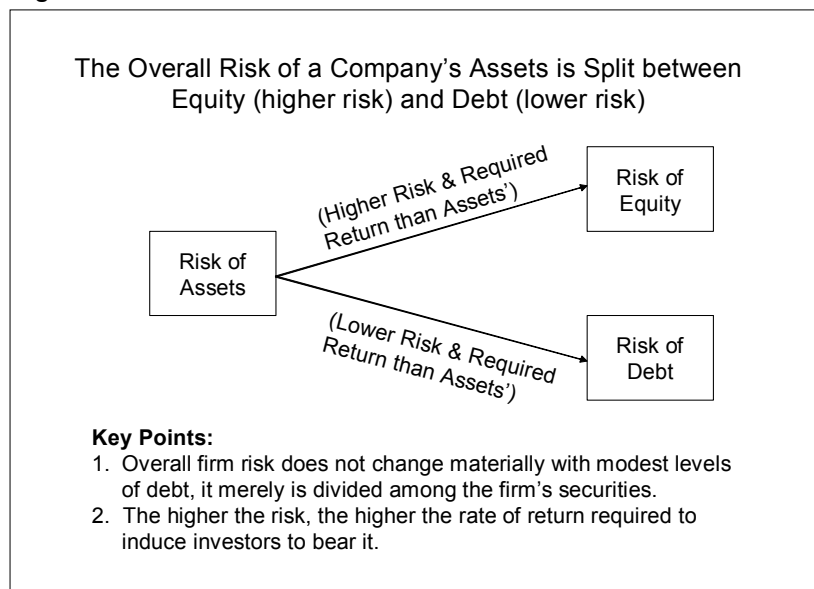 The Overall Risk of a Company's Assets is Split between
Equity (higher risk) and Debt (lower risk)
(Higher Risk & Required
Return than Assets')
Risk of
Equity
Risk of
Assets
(Lower Risk & Required
Return than Assets')
Risk of
Debt
Key Points:
1. Overall firm risk does not change materially with modest levels
of debt, it merely is divided among the firm's securities.
2. The higher the risk, the higher the rate of return required to
induce investors to bear it.